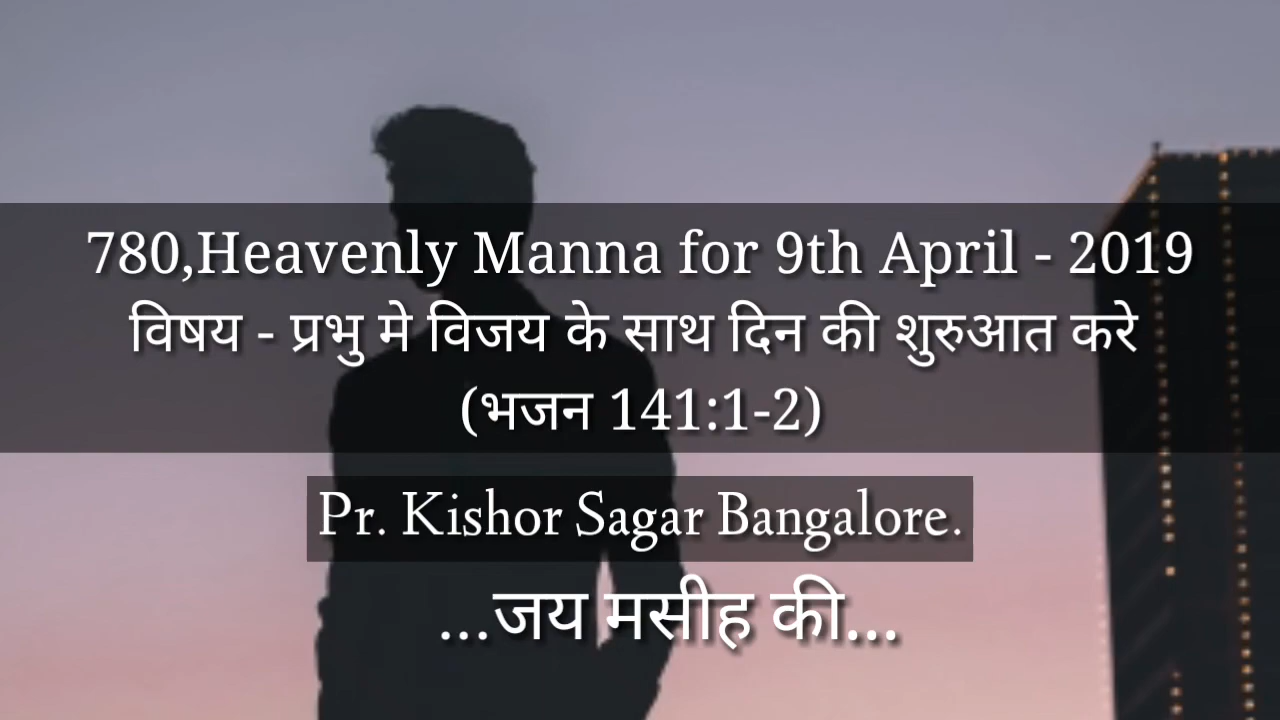 780,Heavenly Manna for 9th April - 2019
विषय - प्रभु मे विजय के साथ दिन की शुरुआत करे
(भजन 141:1-2)
Pr. Kishor Sagar Bangalore.
...जय मसीह की...